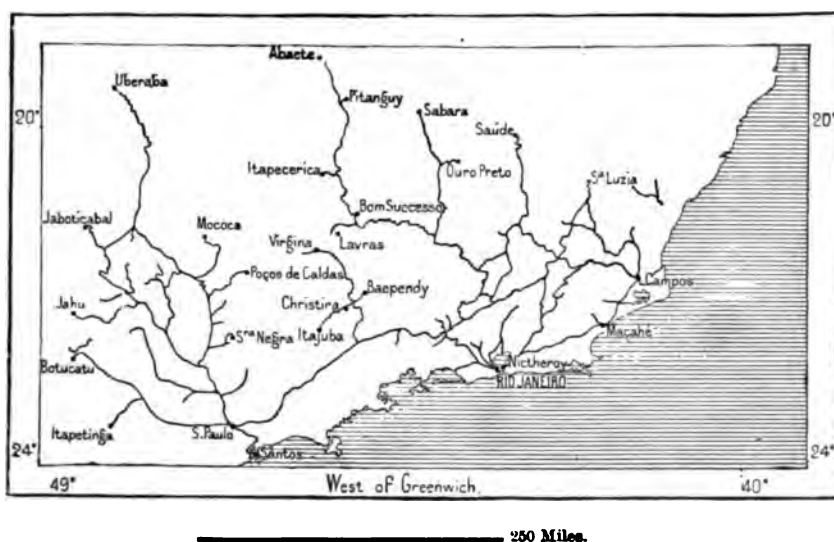 Abaete
Uberaba
Pitanguy
Sabara
20°
20°
Saúde
Itapecerica
Ouro Preto
Sta Luzia
Bom Successo
Jaboticabal
Mococa
Lavras
Virgina
Poços de Caldas
Baependy
Campos
Jahu
Christina
Itajuba
Macahé
Sra Negra
Botucatu
Nictheroy
RIO JANEIRO
Itapetinga
S. Paulo
24°
Santos
24°
49°
West of Greenwich.
40°
250 Miles.